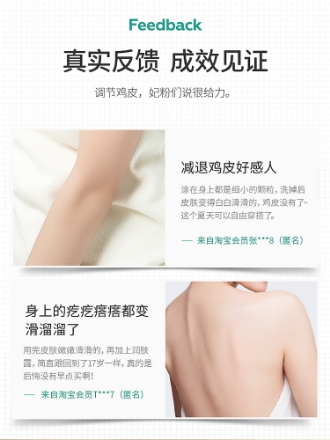 Feedback
真实反馈 成效见证
调节鸡皮，妃粉们说很给力。
减退鸡皮好感人
涂在身上都是细小的颗粒，洗掉后
皮肤变得白白滑滑的，鸡皮没有了~
这个夏天可以自由穿搭了。
— 来自淘宝会员张***8（匿名）
身上的疙疙瘩瘩都变
滑溜溜了
用完皮肤嫩嫩滑滑的，再加上润肤
露，简直跟回到了17岁一样，真的是
后悔没有早点买啊！
— 来自淘宝会员T***7（匿名）